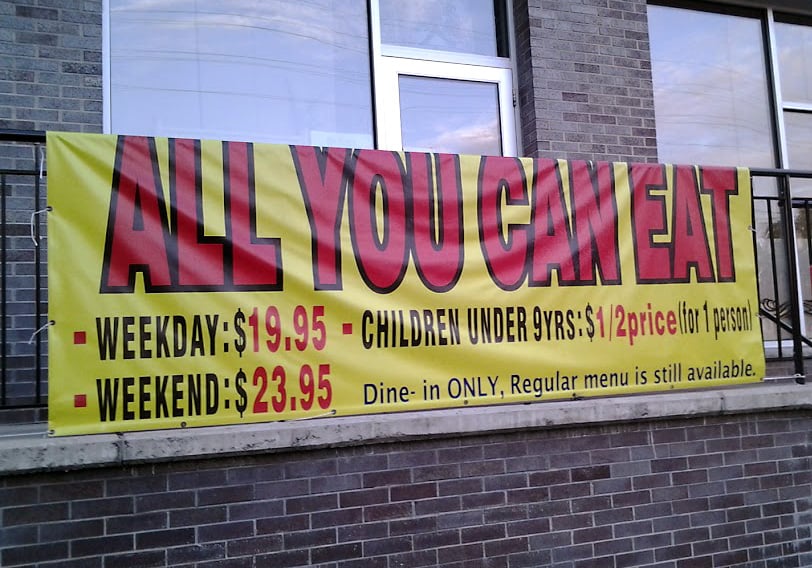 ALL YOU CAN EAT
▪ WEEKDAY:$19.95 ▪ CHILDREN UNDER 9YRS:$1/2price(for 1 person)
▪ WEEKEND:$23.95 Dine- in ONLY, Regular menu is still available.